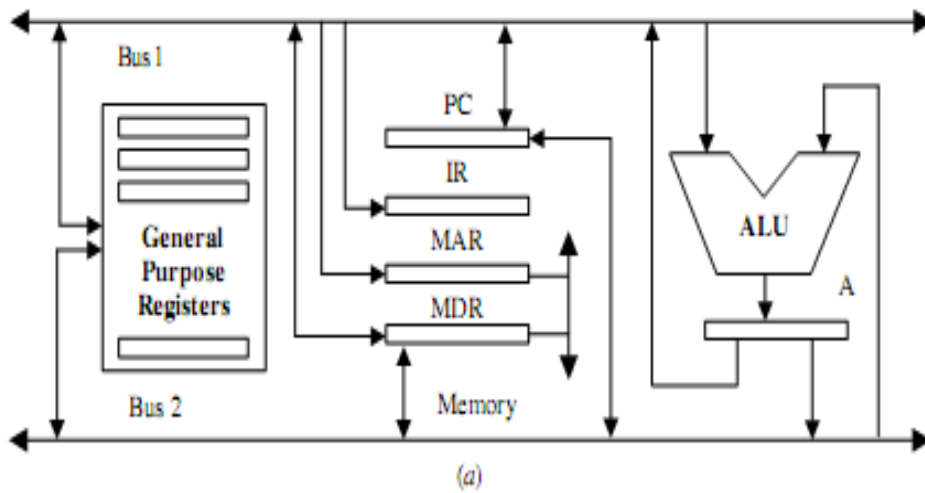 Bus 1
PC
IR
General
Purpose
Registers
MAR
MDR
ALU
A
Bus 2
Memory
(a)